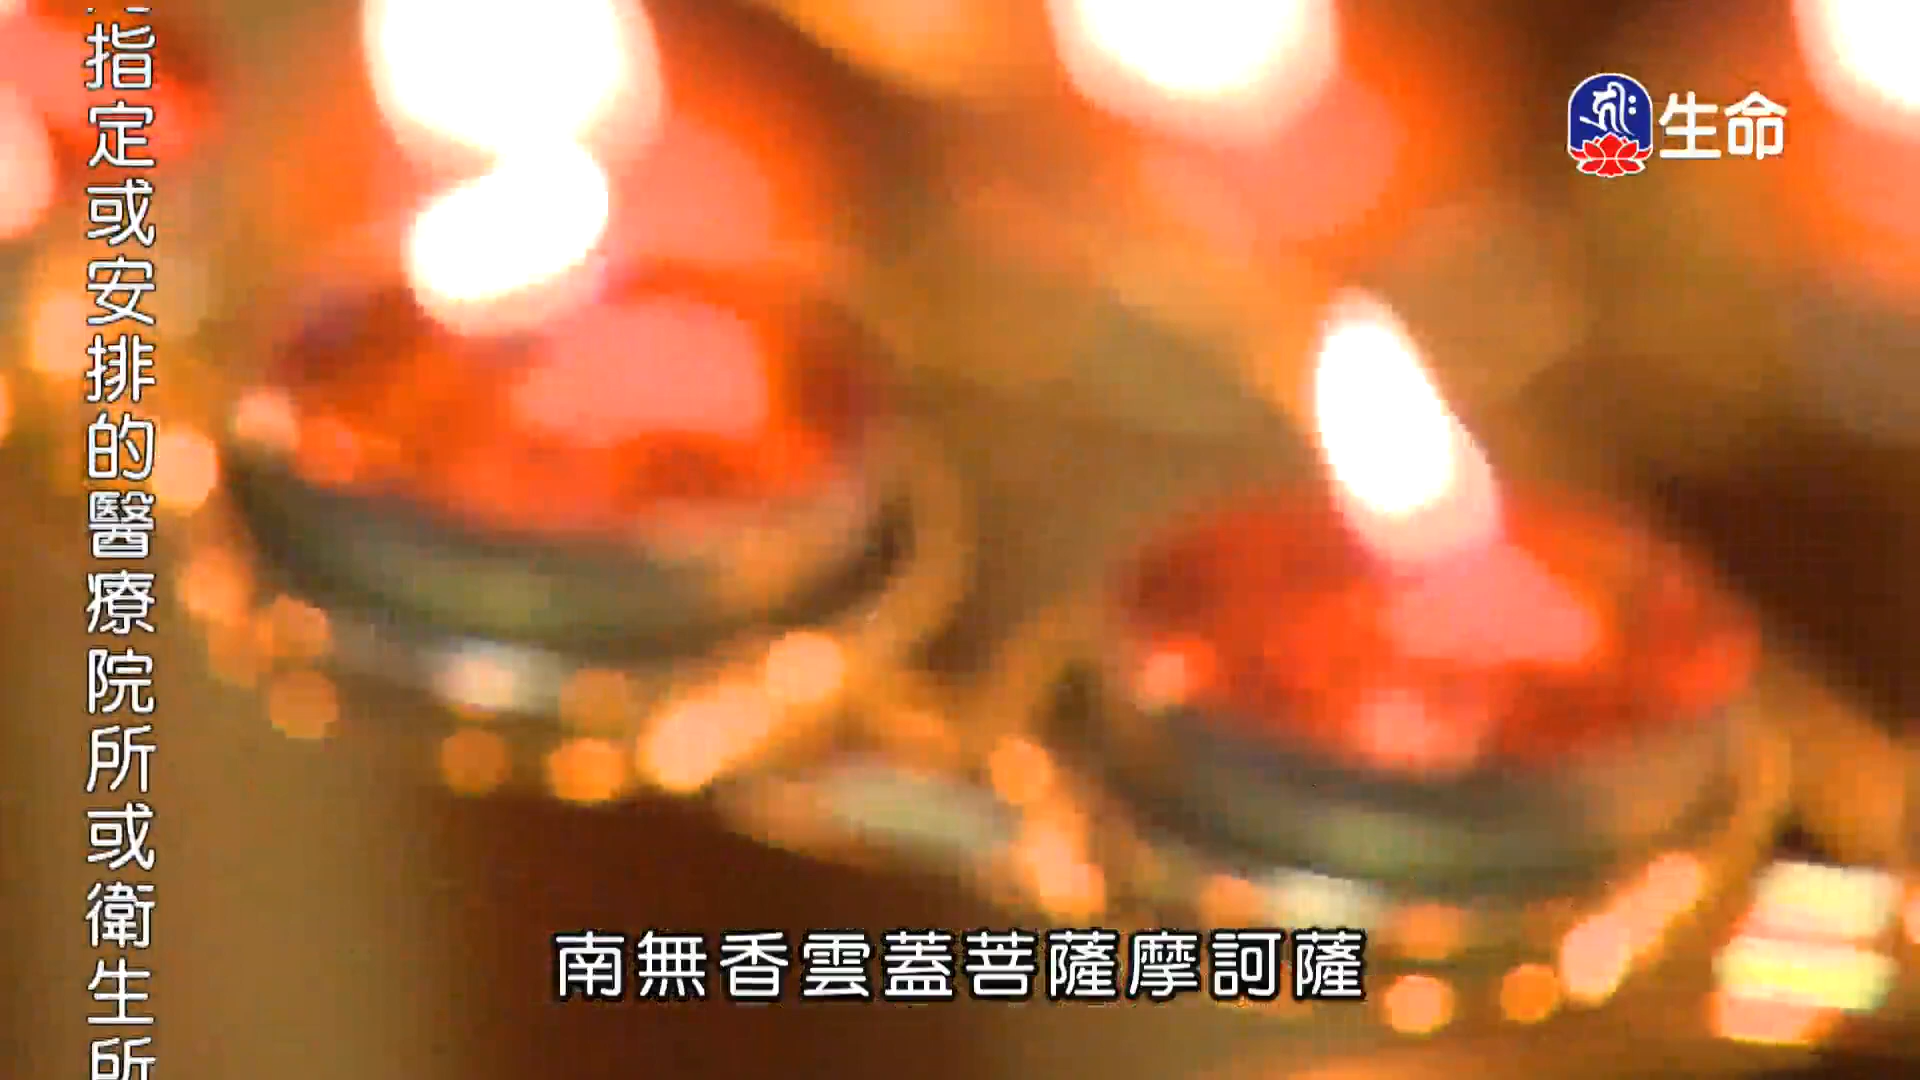 指定或安排的醫療院所或衛生所
生命
南無香雲蓋菩薩摩訶薩